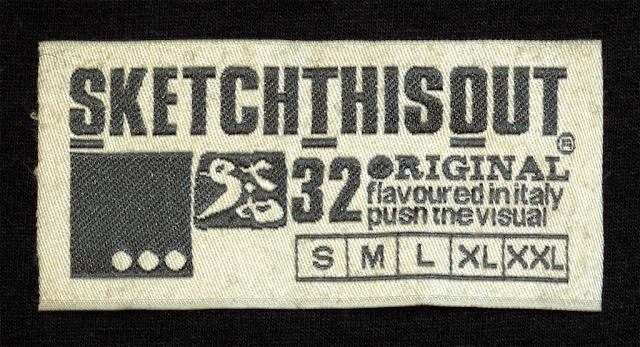 SKETCHTHISOUT
32 ORIGINAL
flavoured in italy
push the visual
S M L XL XXL